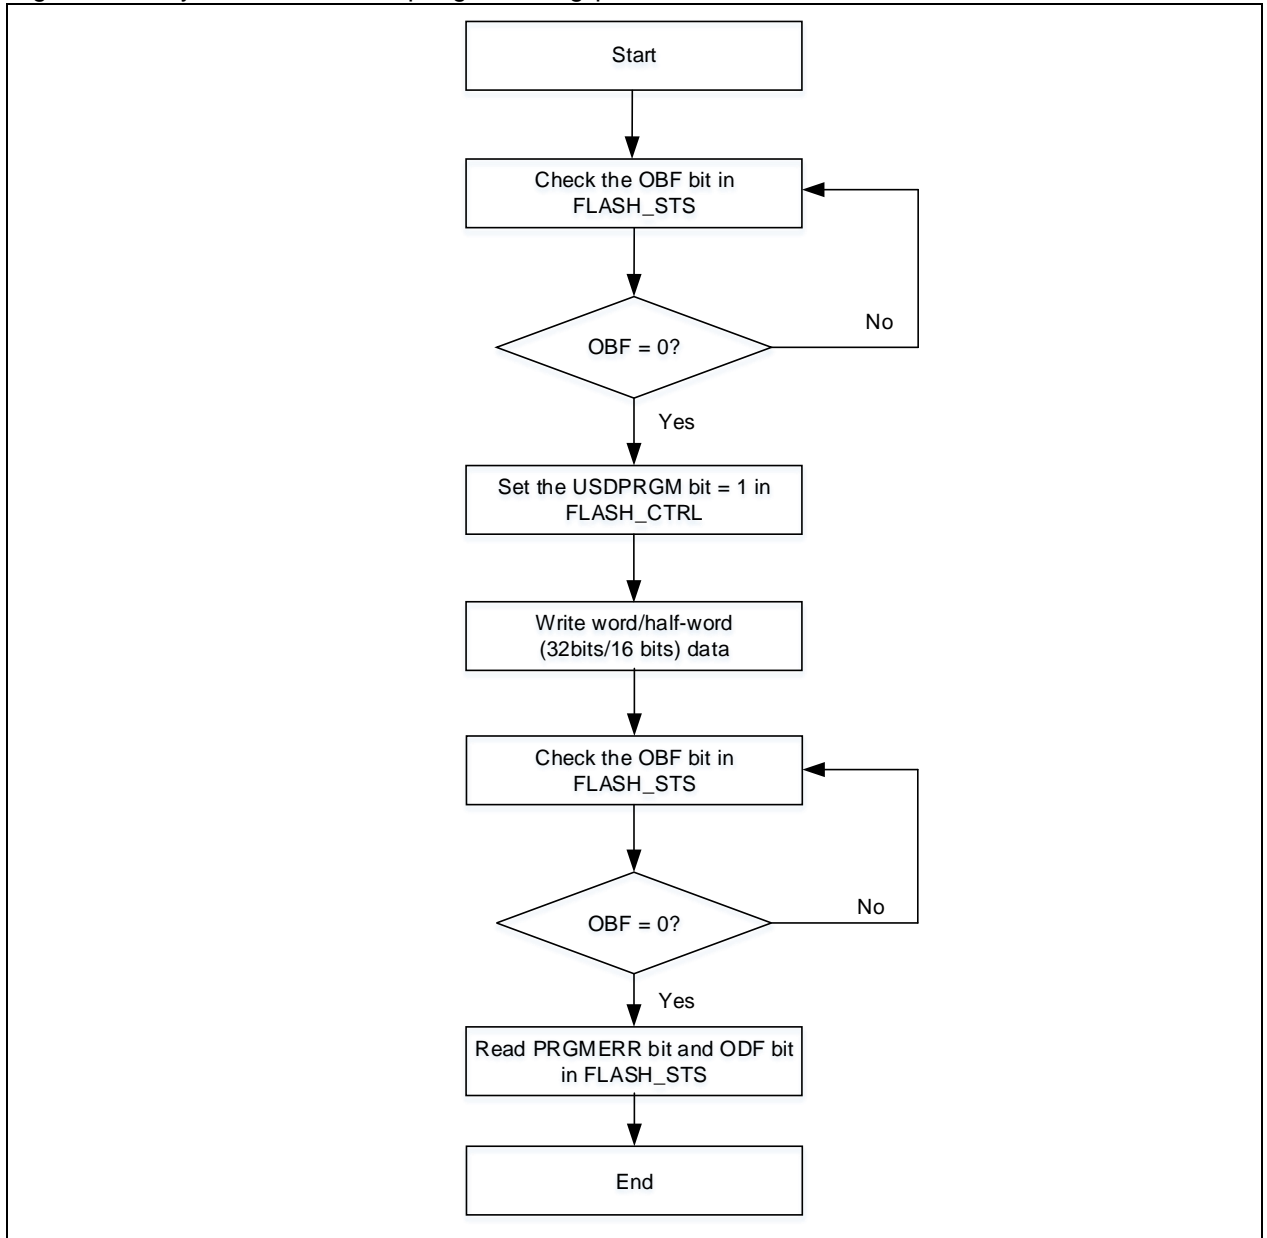 Start
Check the OBF bit in
FLASH_STS
No
OBF = 0?
Yes
Set the USDPRGM bit = 1 in
FLASH_CTRL
Write word/half-word
(32bits/16 bits) data
Check the OBF bit in
FLASH_STS
No
OBF = 0?
Yes
Read PRGMERR bit and ODF bit
in FLASH_STS
End